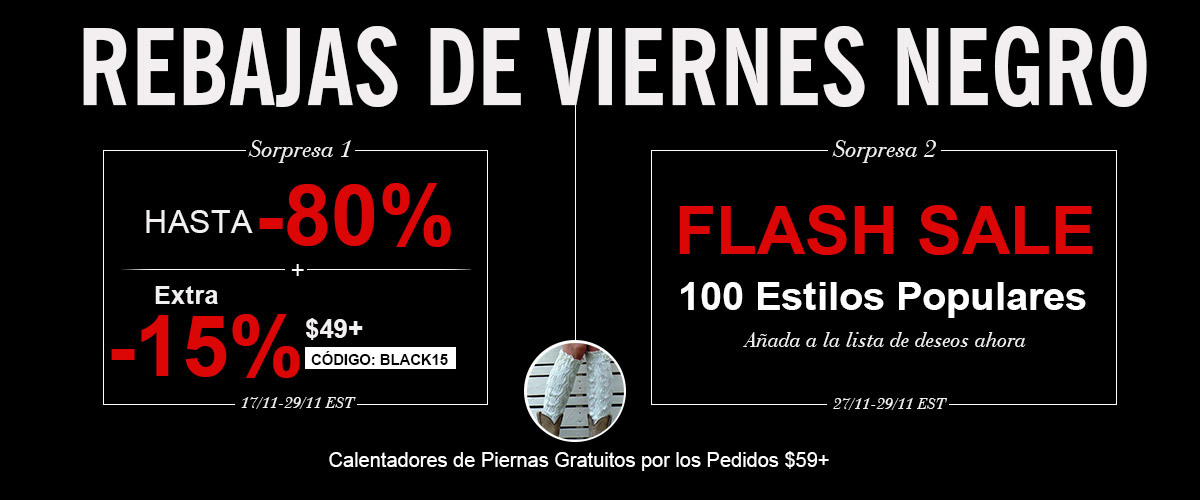 REBAJAS DE VIERNES NEGRO
Sorpresa 1
HASTA -80%
+
Extra
-15% $49+
CÓDIGO: BLACK15
17/11-29/11 EST
Sorpresa 2
FLASH SALE
100 Estilos Populares
Añada a la lista de deseos ahora
27/11-29/11 EST
Calentadores de Piernas Gratuitos por los Pedidos $59+